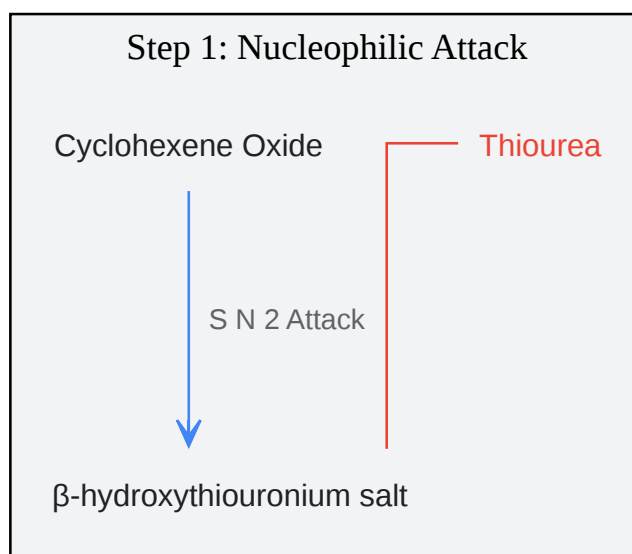 Step 1: Nucleophilic Attack
Cyclohexene Oxide
Thiourea
S N 2 Attack
β-hydroxythiouronium salt